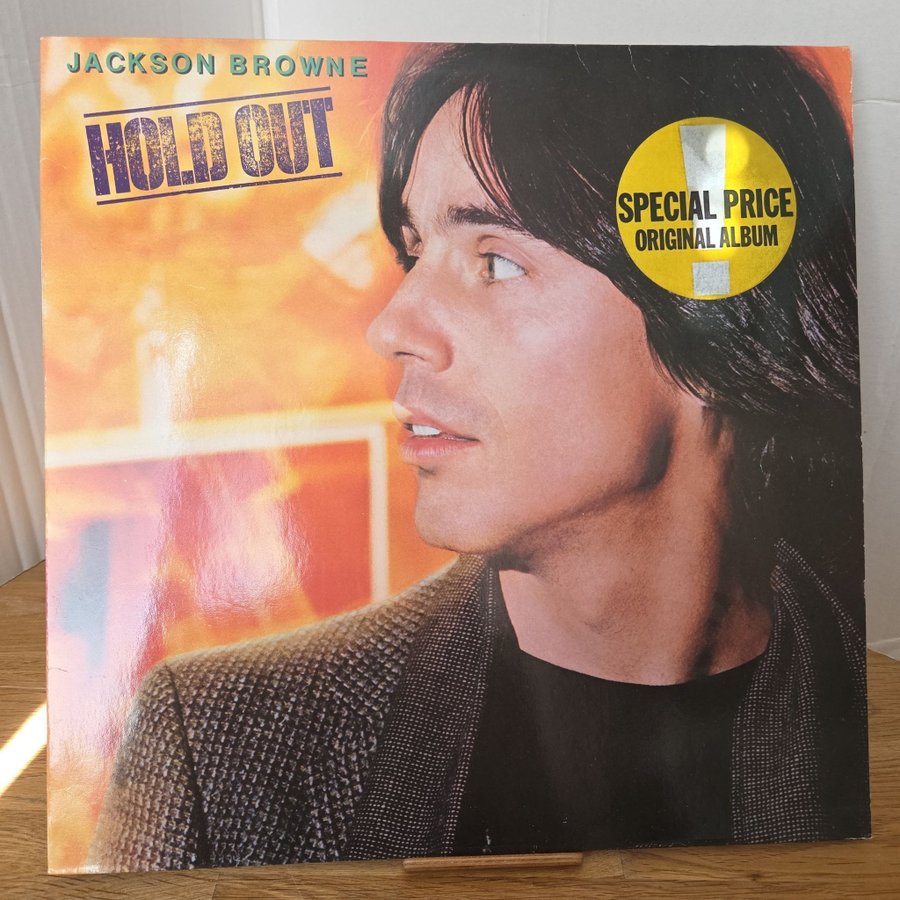 JACKSON BROWNE
HOLD OUT
SPECIAL PRICE
ORIGINAL ALBUM